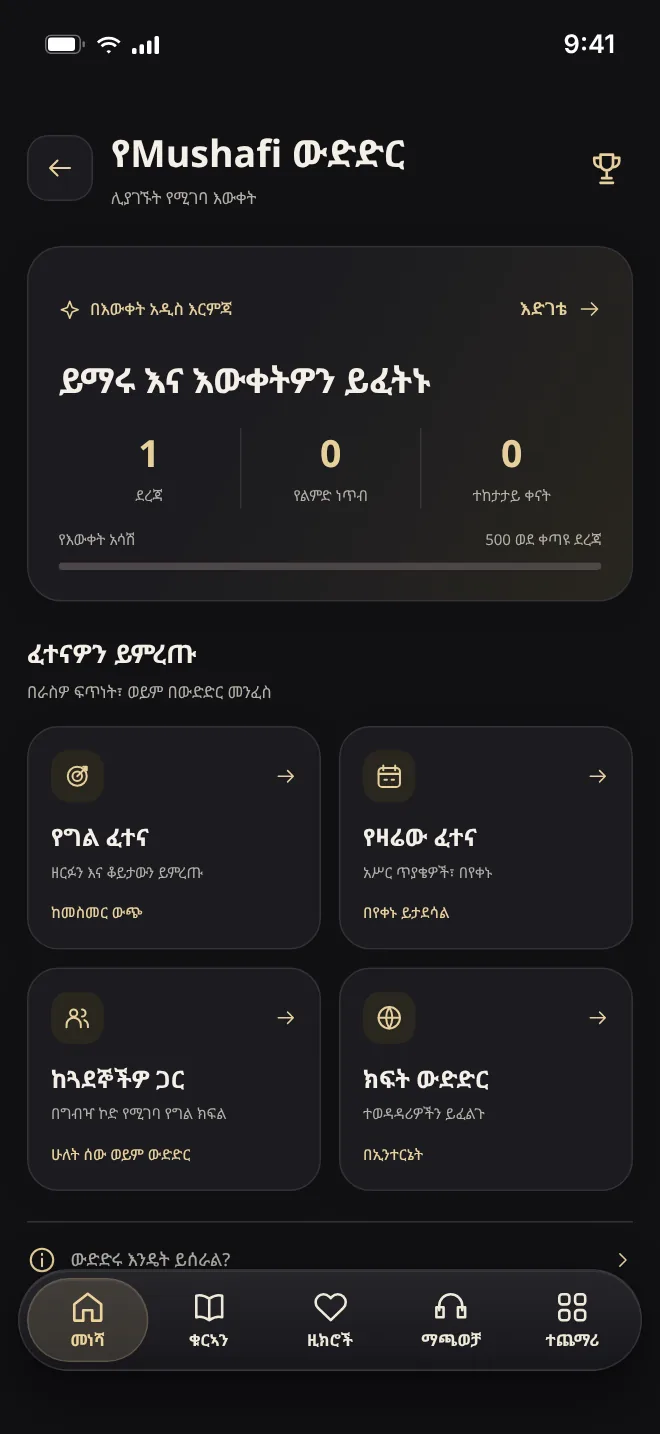 9:41
የMushafi ውድድር
ሊያገኙት የሚገባ እውቀት
በእውቀት አዲስ እርምጃ
እድገቴ
ይማሩ እና እውቀትዎን ይፈትኑ
1
0
0
ደረጃ
የልምድ ነጥብ
ተከታታይ ቀናት
የእውቀት አሳሽ
500 ወደ ቀጣዩ ደረጃ
ፈተናዎን ይምረጡ
በራስዎ ፍጥነት፣ ወይም በውድድር መንፈስ
የግል ፈተና
ዘርፉን እና ቆይታውን ይምረጡ
ከመስመር ውጭ
የዛሬው ፈተና
አሥር ጥያቄዎች፣ በየቀኑ
በየቀኑ ይታደሳል
ከጓደኞችዎ ጋር
በግብዣ ኮድ የሚገባ የግል ክፍል
ሁለት ሰው ወይም ውድድር
ክፍት ውድድር
ተወዳዳሪዎችን ይፈልጉ
በኢንተርኔት
ውድድሩ እንዴት ይሰራል?
መነሻ
ቁርኣን
ዚክሮች
ማጫወቻ
ተጨማሪ